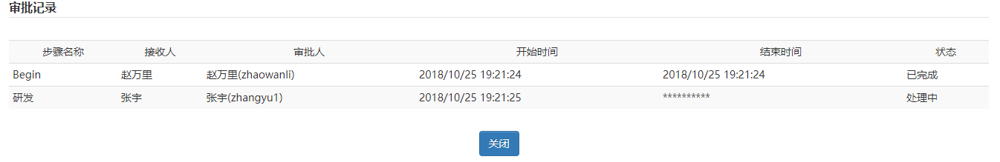 审批记录
步骤名称 接收人 审批人 开始时间 结束时间 状态
Begin 赵万里 赵万里(zhaowanli) 2018/10/25 19:21:24 2018/10/25 19:21:24 已完成
研发 张宇 张宇(zhangyu1) 2018/10/25 19:21:25 ********** 处理中
关闭